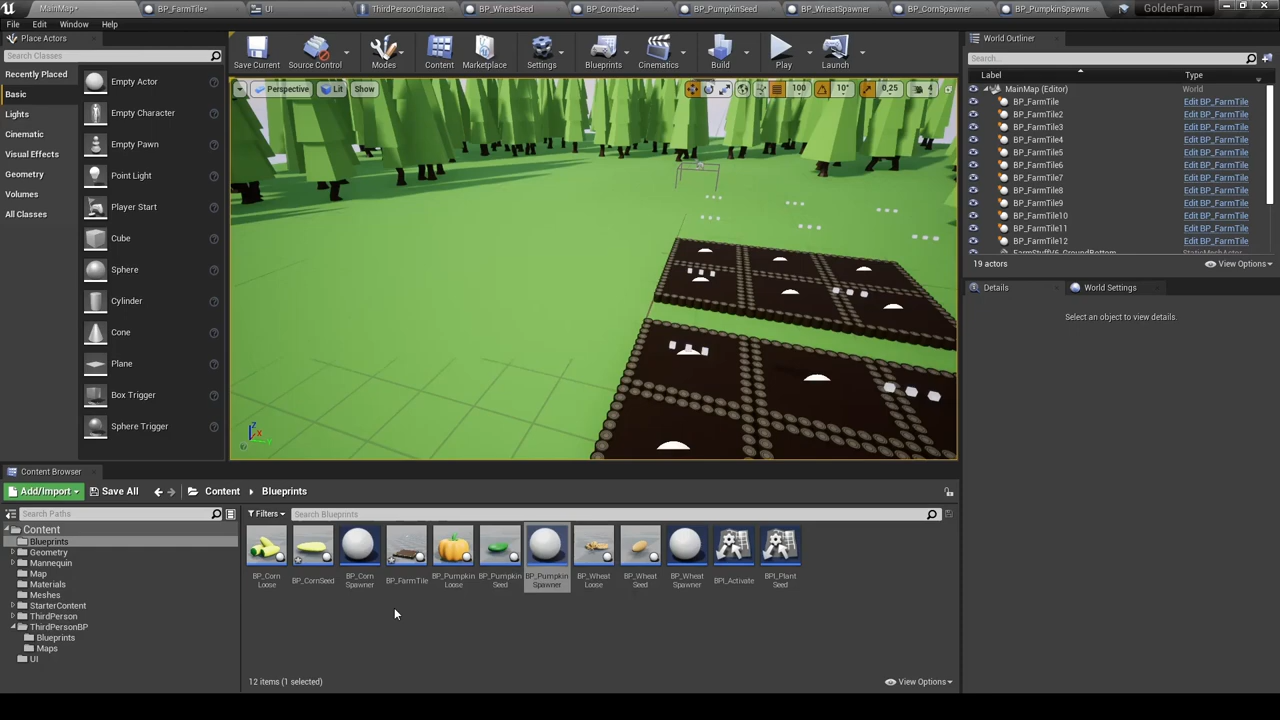 MainMap*
BP_FarmTile*
UI
ThirdPersonCharact
BP_WheatSeed
BP_CornSeed*
BP_PumpkinSeed
BP_WheatSpawner
BP_CornSpawner
BP_PumpkinSpawne
GoldenFarm
File
Edit
Window
Help
Place Actors
Search Classes
Recently Placed
Basic
Lights
Cinematic
Visual Effects
Geometry
Volumes
All Classes
Empty Actor
Empty Character
Empty Pawn
Point Light
Player Start
Cube
Sphere
Cylinder
Cone
Plane
Box Trigger
Sphere Trigger
Save Current
Source Control
Modes
Content
Marketplace
Settings
Blueprints
Cinematics
Build
Play
Launch
Perspective
Lit
Show
100
10°
0,25
4
World Outliner
Search...
Label
Type
MainMap (Editor)
World
BP_FarmTile
Edit BP_FarmTile
BP_FarmTile2
Edit BP_FarmTile
BP_FarmTile3
Edit BP_FarmTile
BP_FarmTile4
Edit BP_FarmTile
BP_FarmTile5
Edit BP_FarmTile
BP_FarmTile6
Edit BP_FarmTile
BP_FarmTile7
Edit BP_FarmTile
BP_FarmTile8
Edit BP_FarmTile
BP_FarmTile9
Edit BP_FarmTile
BP_FarmTile10
Edit BP_FarmTile
BP_FarmTile11
Edit BP_FarmTile
BP_FarmTile12
Edit BP_FarmTile
FarmStuffV6_GroundBottom
StaticMeshActor
19 actors
View Options
Details
World Settings
Select an object to view details.
Z
X
Y
Content Browser
Add/Import
Save All
Content
Blueprints
Search Paths
Filters
Search Blueprints
Content
Blueprints
Geometry
Mannequin
Map
Materials
Meshes
StarterContent
ThirdPerson
ThirdPersonBP
Blueprints
Maps
UI
BP_Corn
Loose
BP_CornSeed
BP_Corn
Spawner
BP_FarmTile
BP_Pumpkin
Loose
BP_Pumpkin
Seed
BP_Pumpkin
Spawner
BP_Wheat
Loose
BP_Wheat
Seed
BP_Wheat
Spawner
BPI_Activate
BPI_Plant
Seed
12 items (1 selected)
View Options